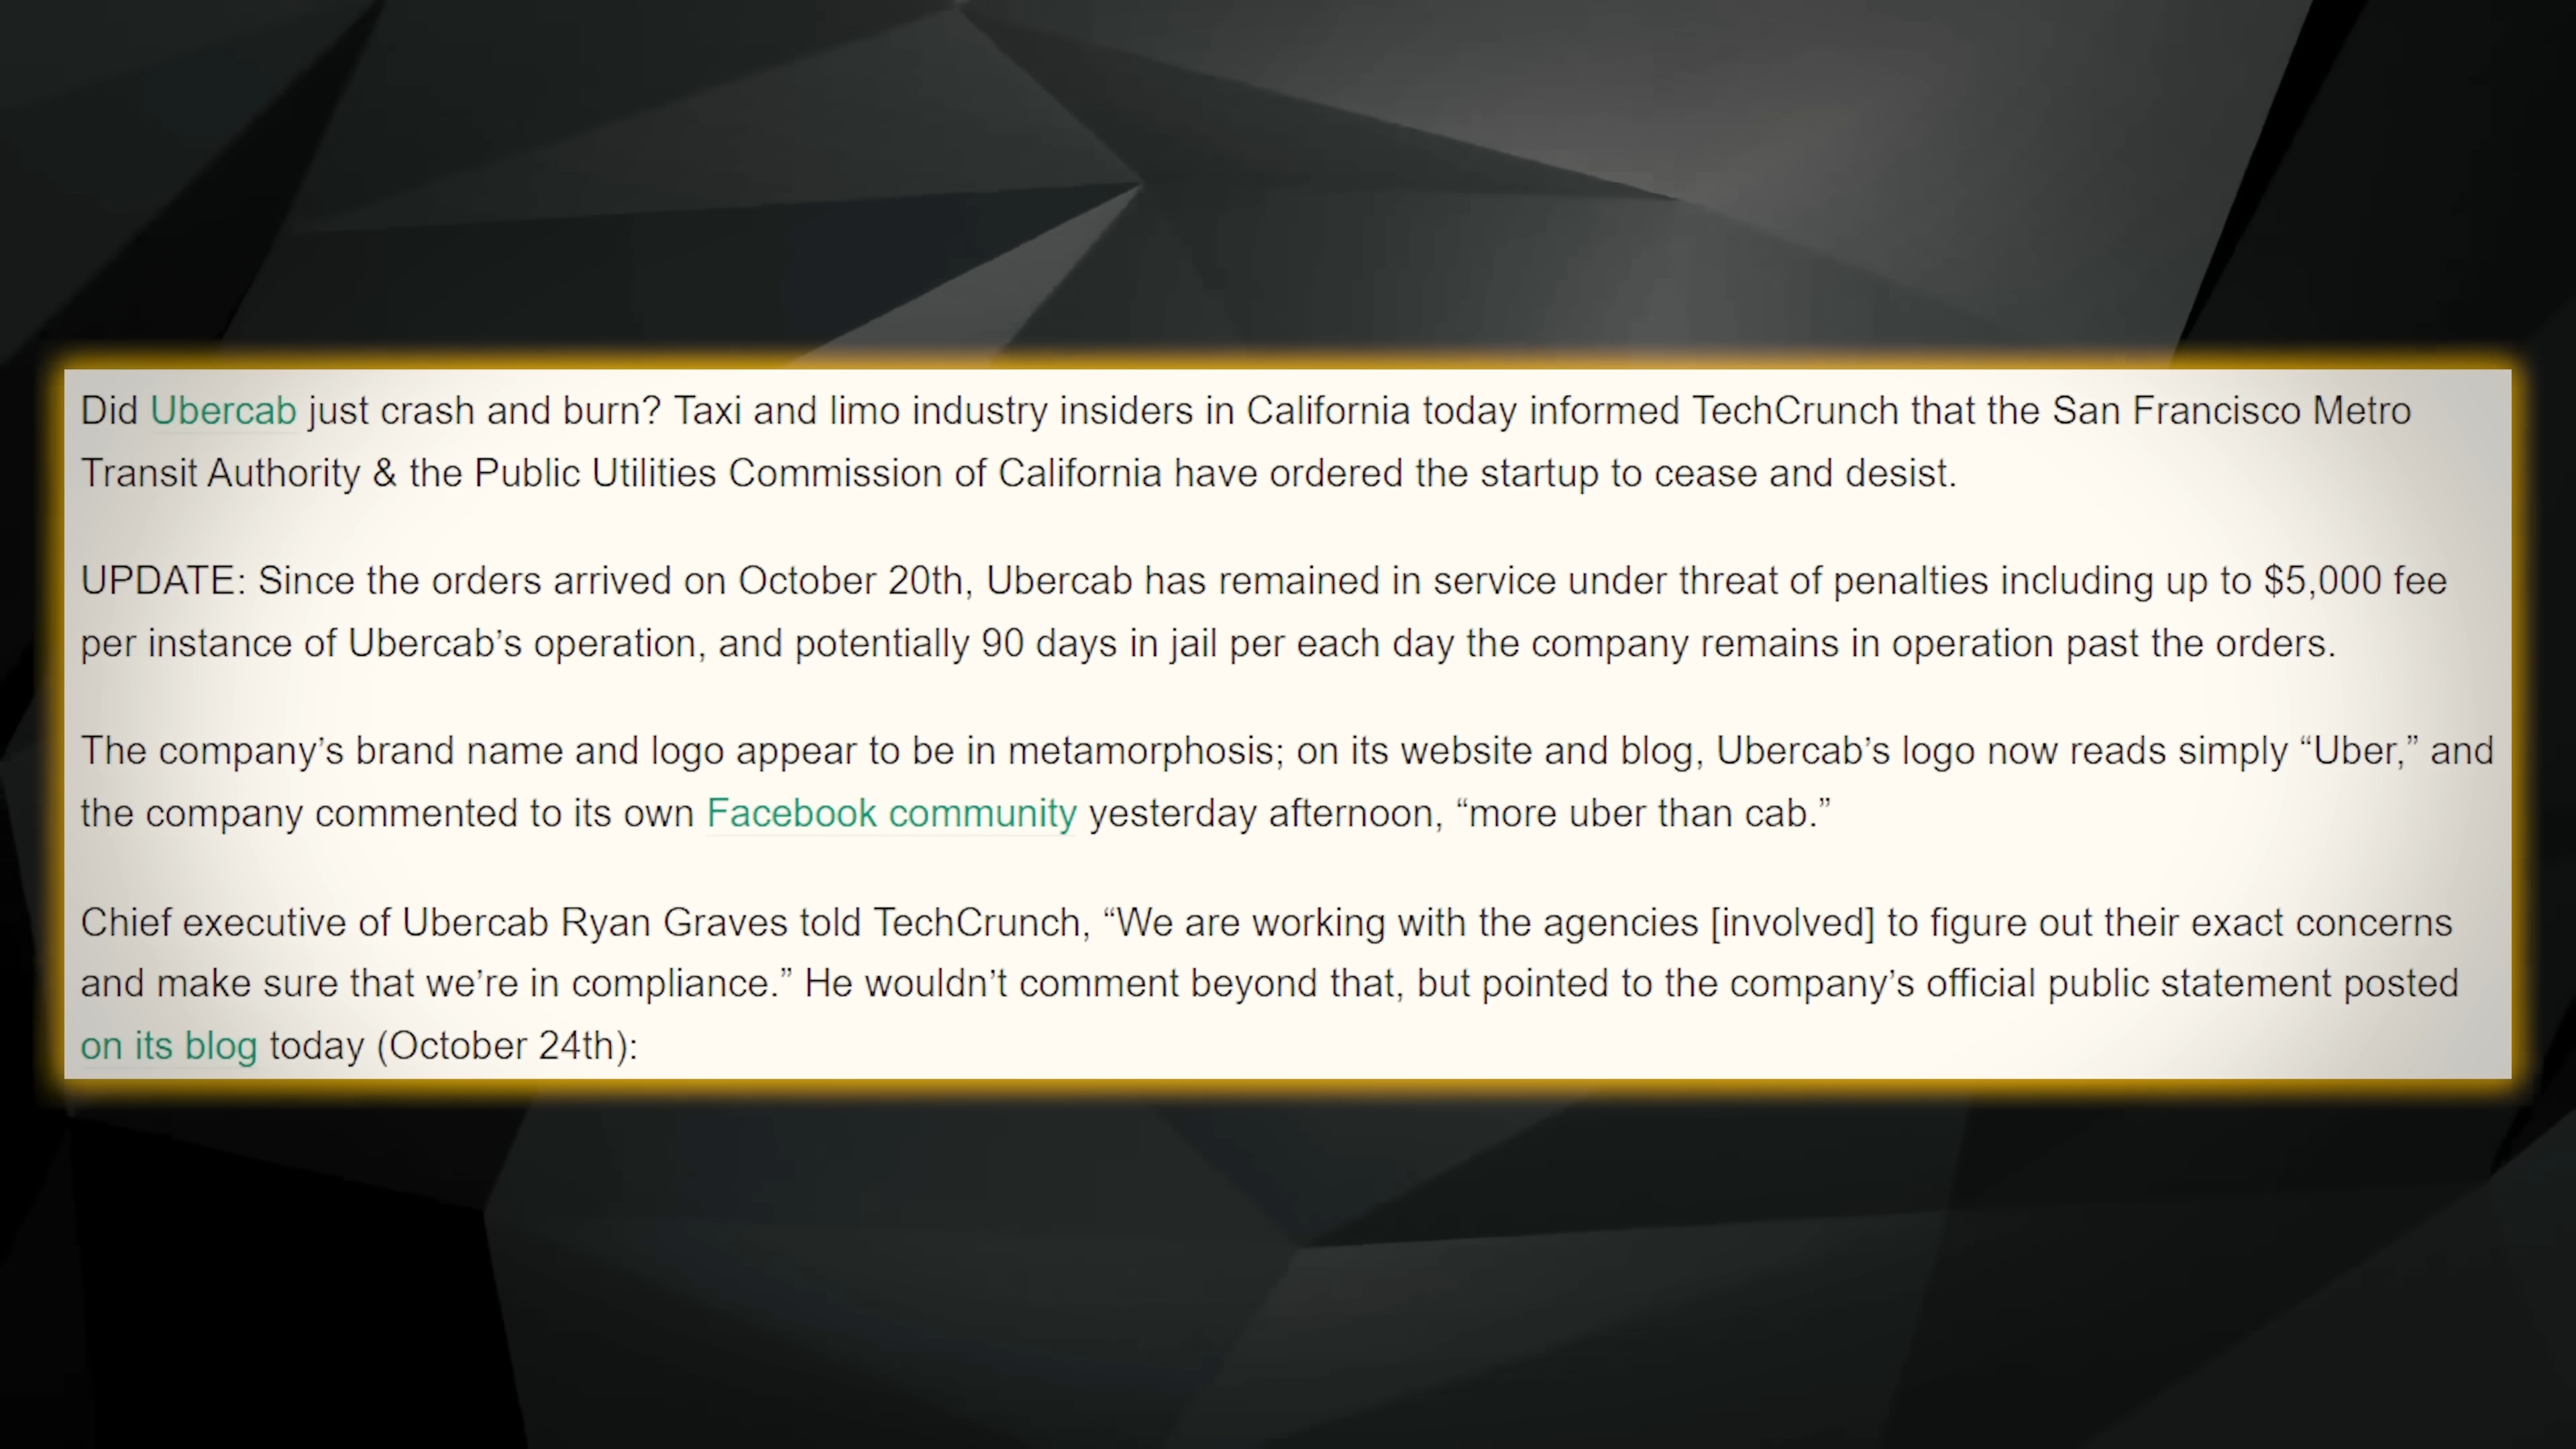 Did Ubercab just crash and burn? Taxi and limo industry insiders in California today informed TechCrunch that the San Francisco Metro
Transit Authority & the Public Utilities Commission of California have ordered the startup to cease and desist.
UPDATE: Since the orders arrived on October 20th, Ubercab has remained in service under threat of penalties including up to $5,000 fee
per instance of Ubercab’s operation, and potentially 90 days in jail per each day the company remains in operation past the orders.
The company’s brand name and logo appear to be in metamorphosis; on its website and blog, Ubercab’s logo now reads simply “Uber,” and
the company commented to its own Facebook community yesterday afternoon, “more uber than cab.”
Chief executive of Ubercab Ryan Graves told TechCrunch, “We are working with the agencies [involved] to figure out their exact concerns
and make sure that we’re in compliance.” He wouldn’t comment beyond that, but pointed to the company’s official public statement posted
on its blog today (October 24th):